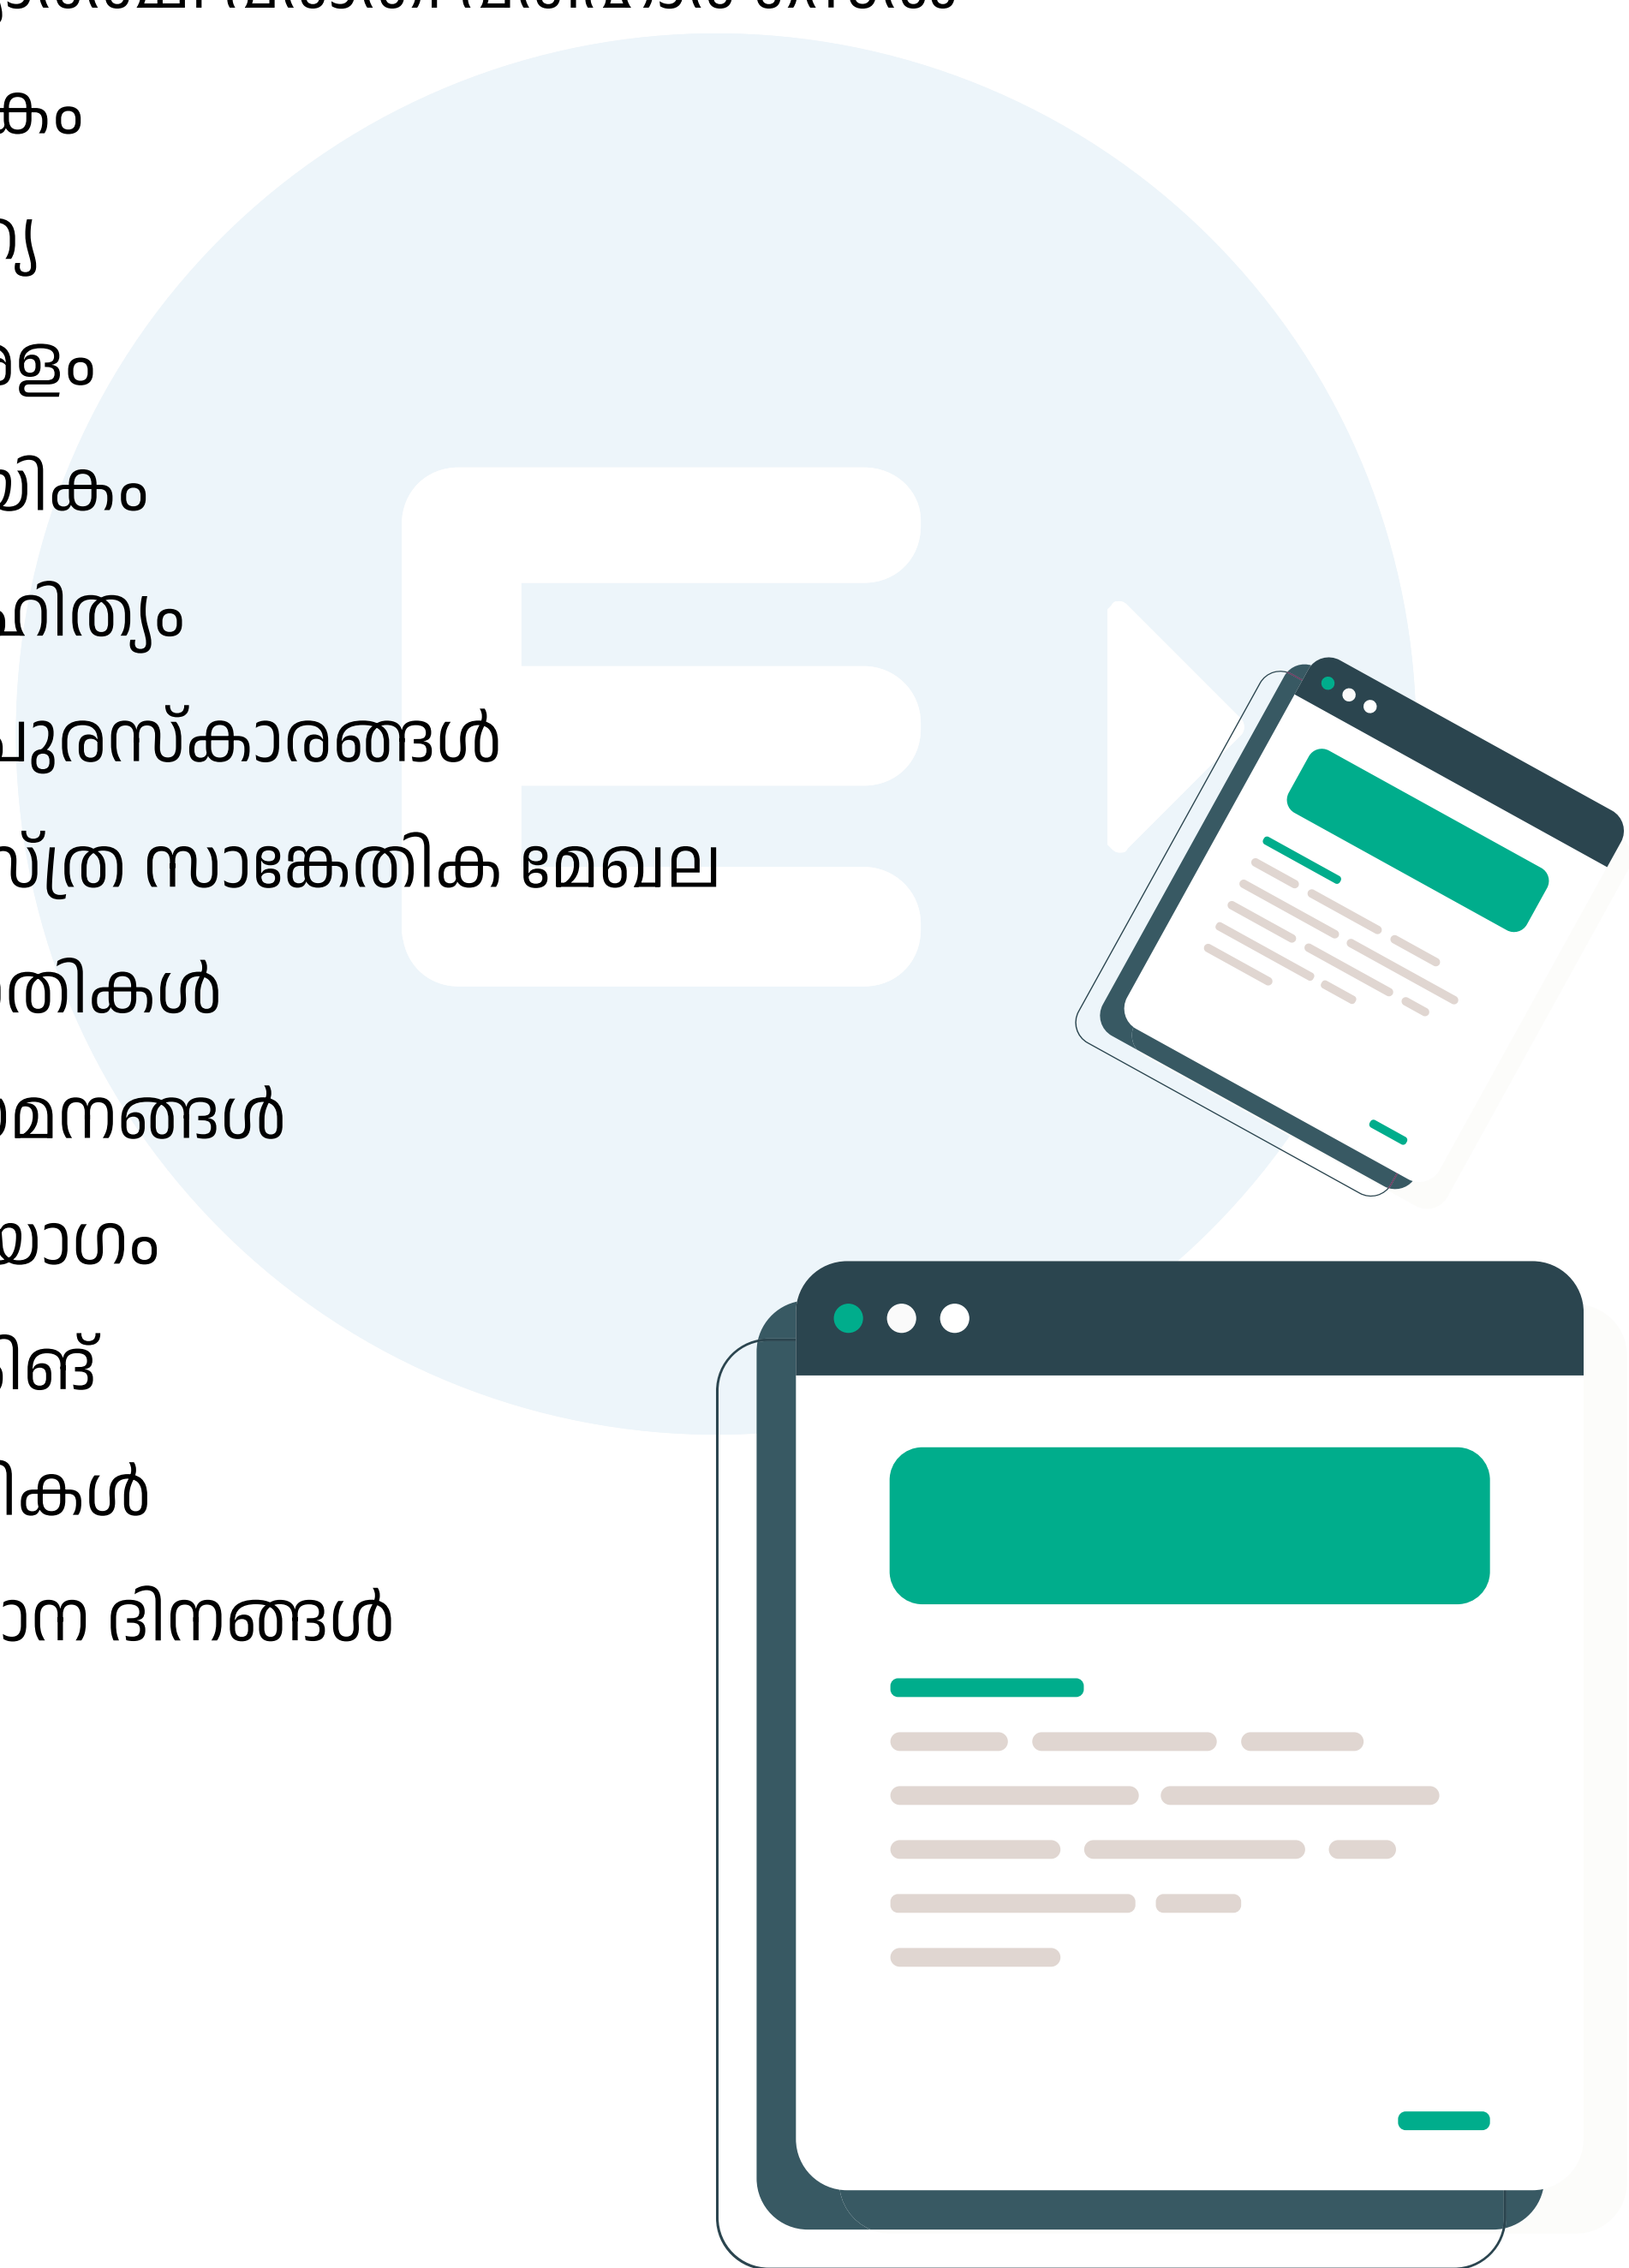 കം
ളം
യികം
ഹിത്യം
പുരസ്കാരങ്ങൾ
സ്ത്ര സാങ്കേതിക മേഖല
തികൾ
മനങ്ങൾ
യോഗം
ിണ്ട്
ികൾ
ാന ദിനങ്ങൾ